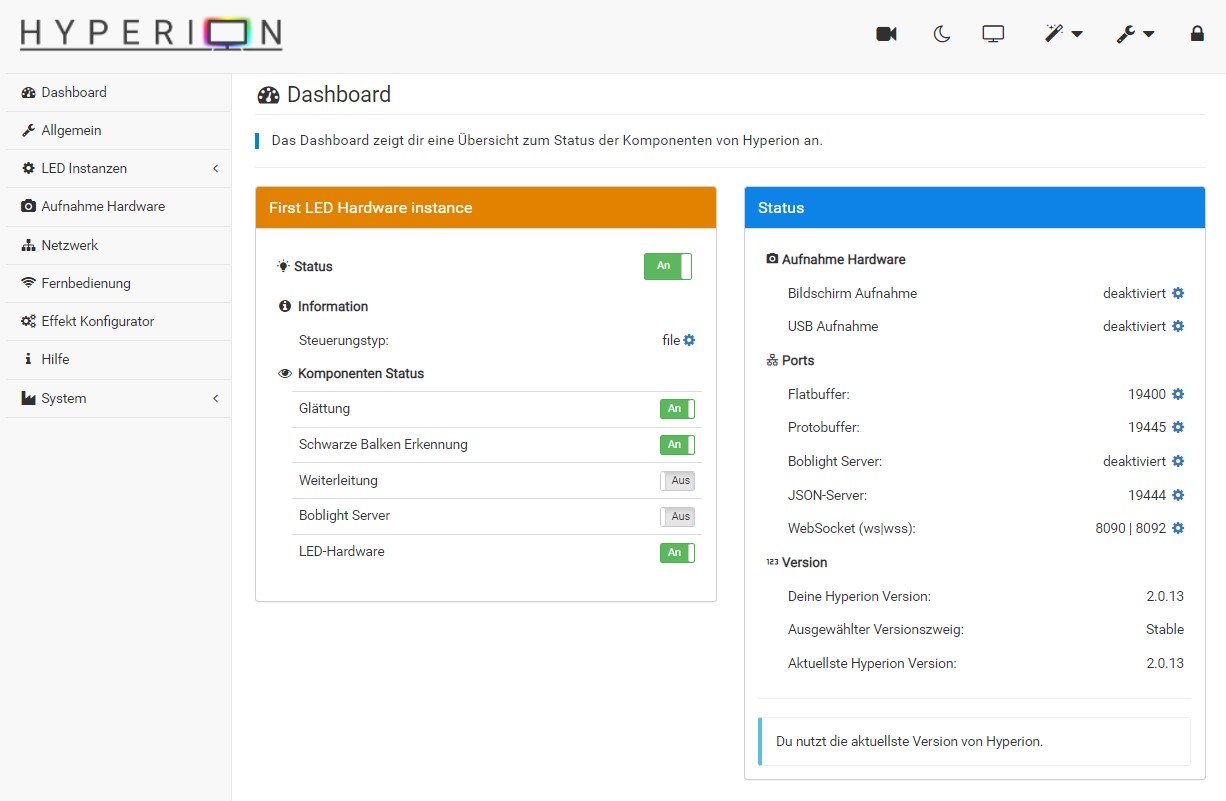 HYPERION
Dashboard
Allgemein
LED Instanzen
Aufnahme Hardware
Netzwerk
Fernbedienung
Effekt Konfigurator
Hilfe
System
Dashboard
Das Dashboard zeigt dir eine Übersicht zum Status der Komponenten von Hyperion an.
First LED Hardware instance
Status An
Information
Steuerungstyp: file
Komponenten Status
Glättung An
Schwarze Balken Erkennung An
Weiterleitung Aus
Boblight Server Aus
LED-Hardware An
Status
Aufnahme Hardware
Bildschirm Aufnahme deaktiviert
USB Aufnahme deaktiviert
Ports
Flatbuffer: 19400
Protobuffer: 19445
Boblight Server: deaktiviert
JSON-Server: 19444
WebSocket (ws|wss): 8090 | 8092
123 Version
Deine Hyperion Version: 2.0.13
Ausgewählter Versionszweig: Stable
Aktuellste Hyperion Version: 2.0.13
Du nutzt die aktuellste Version von Hyperion.